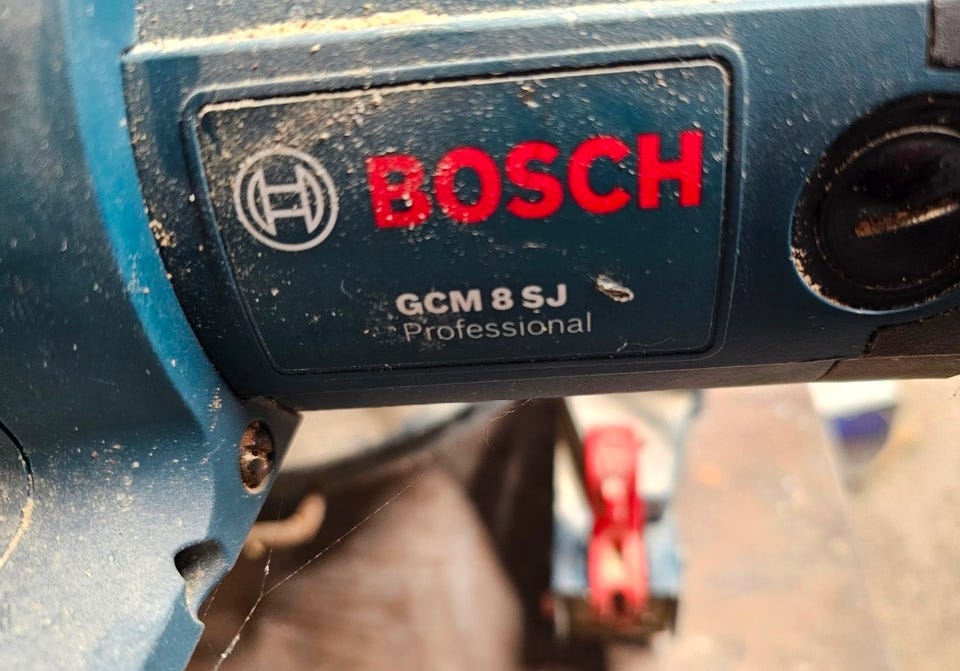 BOSCH
GCM 8 SJ
Professional